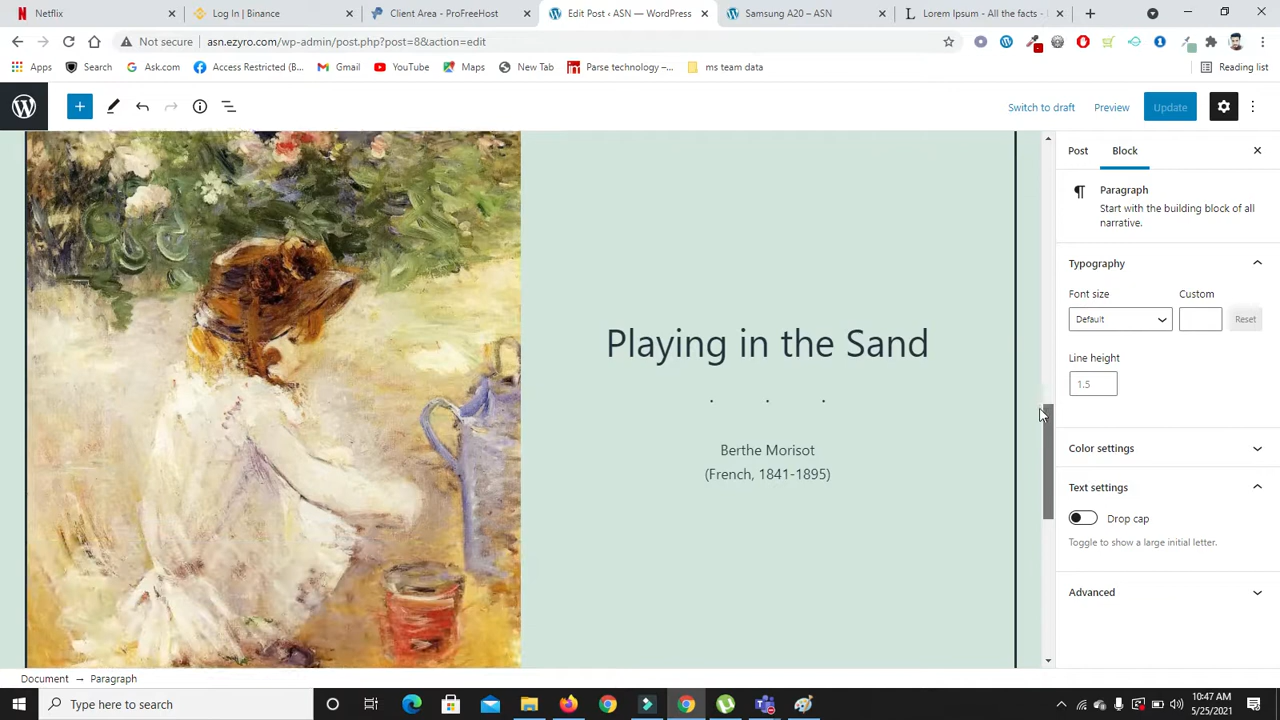 Netflix
Log In | Binance
Client Area - ProFreeHost
Edit Post ‹ ASN — WordPress
Samsung A20 – ASN
Lorem Ipsum - All the facts -
Not secure
asn.ezyro.com/wp-admin/post.php?post=8&action=edit
Apps
Search
Ask.com
Access Restricted (B...
Gmail
YouTube
Maps
New Tab
Parse technology –...
ms team data
Reading list
Switch to draft
Preview
Update
Post
Block
Paragraph
Start with the building block of all
narrative.
Typography
Font size
Custom
Default
Reset
Line height
1.5
Color settings
Text settings
Drop cap
Toggle to show a large initial letter.
Advanced
Playing in the Sand
. . .
Berthe Morisot
(French, 1841-1895)
Document → Paragraph
Type here to search
10:47 AM
5/25/2021